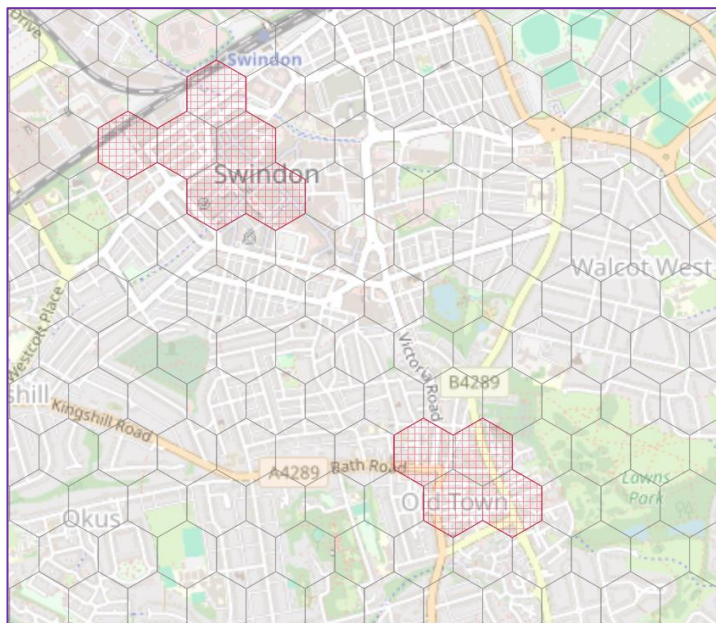 Drive
Swindon
Swindon
Walcot West
Westcott Place
Victoria Road
B4289
shill
Kingshill Road
A4289
Bath Road
Old Town
Lawns
Park
Okus